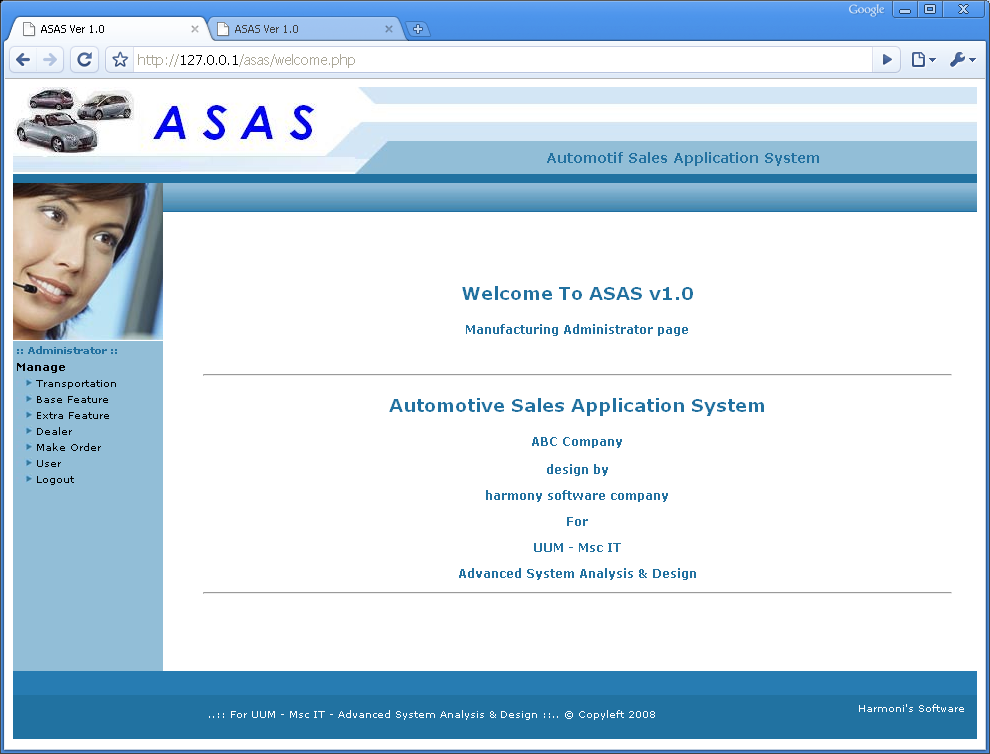 Google
ASAS Ver 1.0
ASAS Ver 1.0
http://127.0.0.1/asas/welcome.php
A S A S
Automotif Sales Application System
Welcome To ASAS v1.0
Manufacturing Administrator page
:: Administrator ::
Manage
Transportation
Base Feature
Extra Feature
Dealer
Make Order
User
Logout
Automotive Sales Application System
ABC Company
design by
harmony software company
For
UUM - Msc IT
Advanced System Analysis & Design
..:: For UUM - Msc IT - Advanced System Analysis & Design ::.. © Copyleft 2008
Harmoni's Software